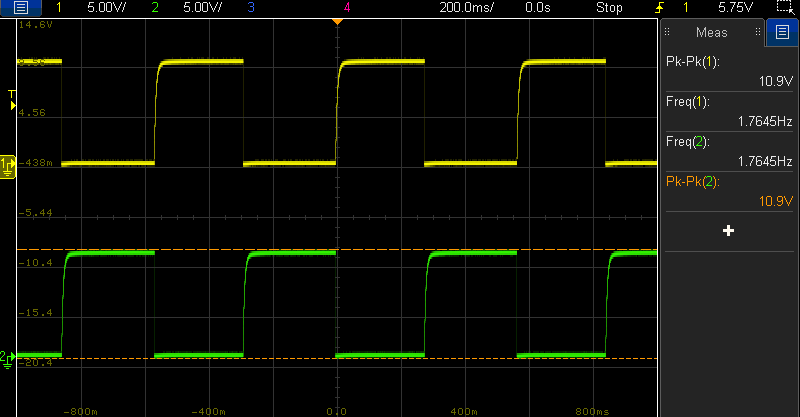 1 5.00V/ 2 5.00V/ 3 4 200.0ms/ 0.0s Stop 1 5.75V
14.6V
9.56
4.56
-438m
-5.44
-10.4
-15.4
-20.4
-800m -400m 0.0 400m 800ms
T
1
2
Meas
Pk-Pk(1):
10.9V
Freq(1):
1.7645Hz
Freq(2):
1.7645Hz
Pk-Pk(2):
10.9V